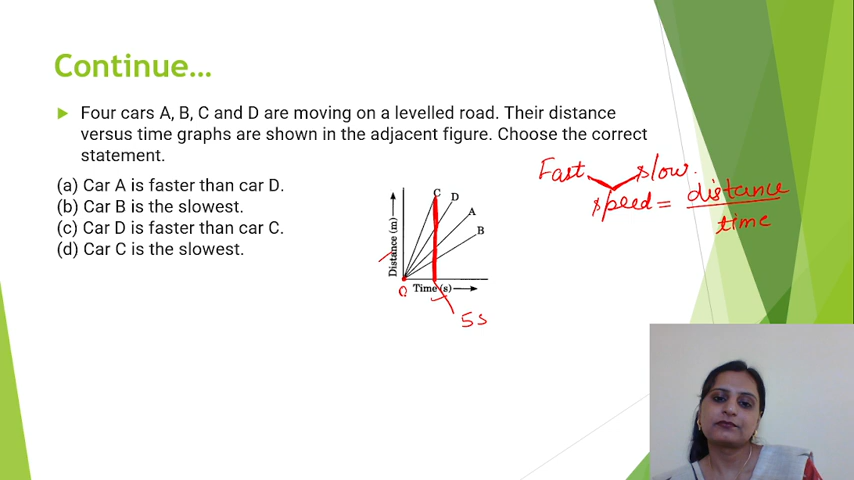 Continue...
Four cars A, B, C and D are moving on a levelled road. Their distance
versus time graphs are shown in the adjacent figure. Choose the correct
statement.
(a) Car A is faster than car D.
(b) Car B is the slowest.
(c) Car D is faster than car C.
(d) Car C is the slowest.
Fast slow.
speed = distance
time
C
D
A
B
Distance (m)
O
Time (s)
5s